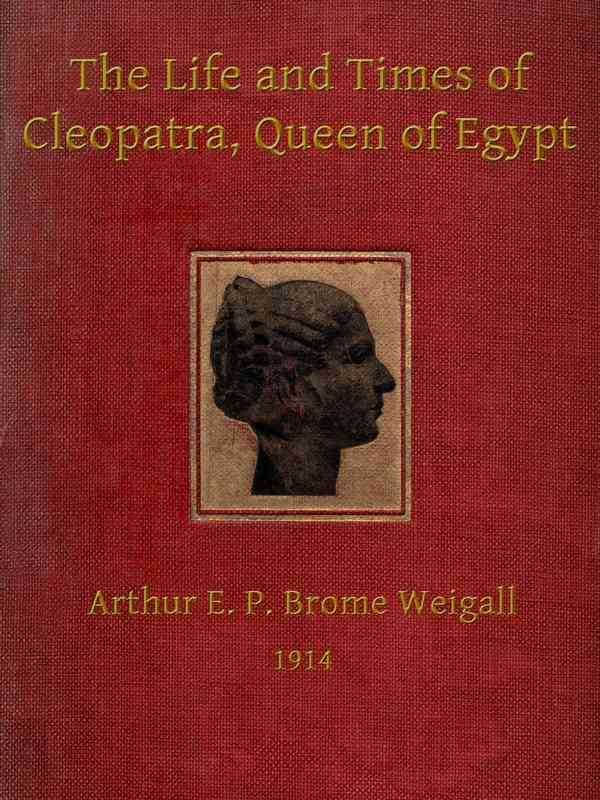 The Life and Times of
Cleopatra, Queen of Egypt
Arthur E. P. Brome Weigall
1914